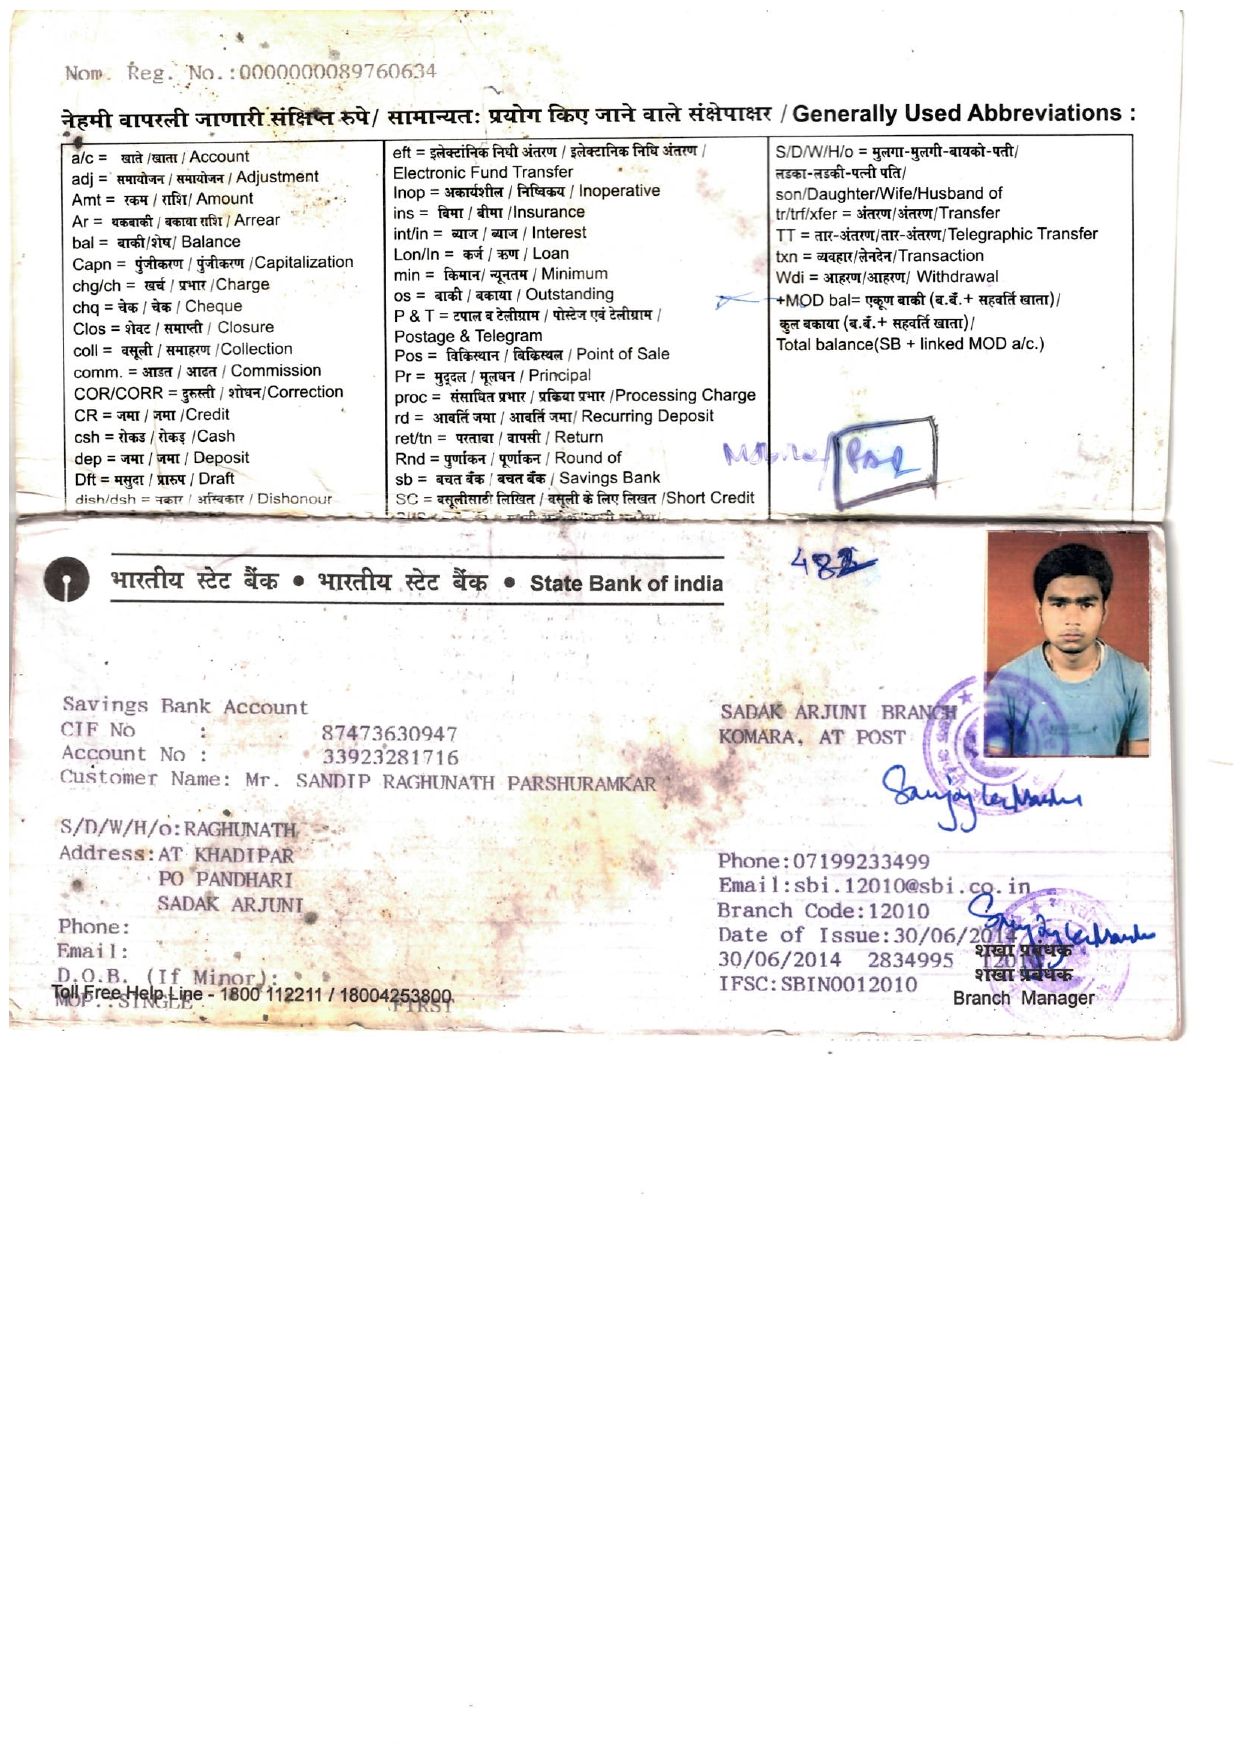 Nom. Reg. No.:0000000089760634
नेहमी वापरली जाणारी संक्षिप्त रुपे/ सामान्यतः प्रयोग किए जाने वाले संक्षेपाक्षर / Generally Used Abbreviations :
a/c = खाते /खाता / Account
adj = समायोजन / समायोजन / Adjustment
Amt = रकम / राशि/ Amount
Ar = थकबाकी / बकाया राशि / Arrear
bal = बाकी/शेष/ Balance
Capn = पुंजीकरण / पुंजीकरण /Capitalization
chg/ch = खर्च / प्रभार /Charge
chq = चेक / चेक / Cheque
Clos = शेवट / समाप्ती / Closure
coll = वसूली / समाहरण /Collection
comm. = आडत / आढत / Commission
COR/CORR = दुरुस्ती / शोधन/Correction
CR = जमा / जमा /Credit
csh = रोकड / रोकड़ /Cash
dep = जमा / जमा / Deposit
Dft = मसुदा / प्रारुप / Draft
dish/dsh = नकार / अस्विकार / Dishonour
eft = इलेक्टांनिक निधी अंतरण / इलेक्टानिक निधि अंतरण /
Electronic Fund Transfer
Inop = अकार्यशील / निष्क्रिय / Inoperative
ins = विमा / बीमा /Insurance
int/in = व्याज / ब्याज / Interest
Lon/ln = कर्ज / ऋण / Loan
min = किमान/ न्यूनतम / Minimum
os = बाकी / बकाया / Outstanding
P & T = टपाल व टेलीग्राम / पोस्टेज एवं टेलीग्राम /
Postage & Telegram
Pos = विक्रिस्थान / विक्रिस्थल / Point of Sale
Pr = मुद्दल / मूलधन / Principal
proc = संसाधित प्रभार / प्रक्रिया प्रभार /Processing Charge
rd = आवर्ति जमा / आवर्ति जमा/ Recurring Deposit
ret/tn = परतावा / वापसी / Return
Rnd = पुर्णाकन / पूर्णाकन / Round of
sb = बचत बँक / बचत बैंक / Savings Bank
SC = वसूलीसाठी लिखित / वसूली के लिए लिखत /Short Credit
S/D/W/H/o = मुलगा-मुलगी-बायको-पती/
लडका-लडकी-पत्नी पति/
son/Daughter/Wife/Husband of
tr/trf/xfer = अंतरण/अंतरण/Transfer
TT = तार-अंतरण/तार-अंतरण/Telegraphic Transfer
txn = व्यवहार/लेनदेन/Transaction
Wdi = आहरण/आहरण/ Withdrawal
+MOD bal= एकूण बाकी (ब.बँ.+ सहवर्ति खाता)/
कुल बकाया (ब.बैं.+ सहवर्ति खाता)/
Total balance(SB + linked MOD a/c.)
भारतीय स्टेट बैंक • भारतीय स्टेट बैंक • State Bank of india
Savings Bank Account
CIF No : 87473630947
Account No : 33923281716
Customer Name: Mr. SANDIP RAGHUNATH PARSHURAMKAR
S/D/W/H/o:RAGHUNATH
Address:AT KHADIPAR
PO PANDHARI
SADAK ARJUNI
Phone:
Email:
D.O.B. (If Minor):
MOP :SINGLE FIRST
Toll Free Help Line - 1800 112211 / 18004253800
SADAK ARJUNI BRANCH
KOMARA, AT POST
Phone:07199233499
Email:sbi.12010@sbi.co.in
Branch Code:12010
Date of Issue:30/06/2014
30/06/2014 2834995
IFSC:SBIN0012010
शखा प्रबंधक
शखा प्रबंधक
Branch Manager